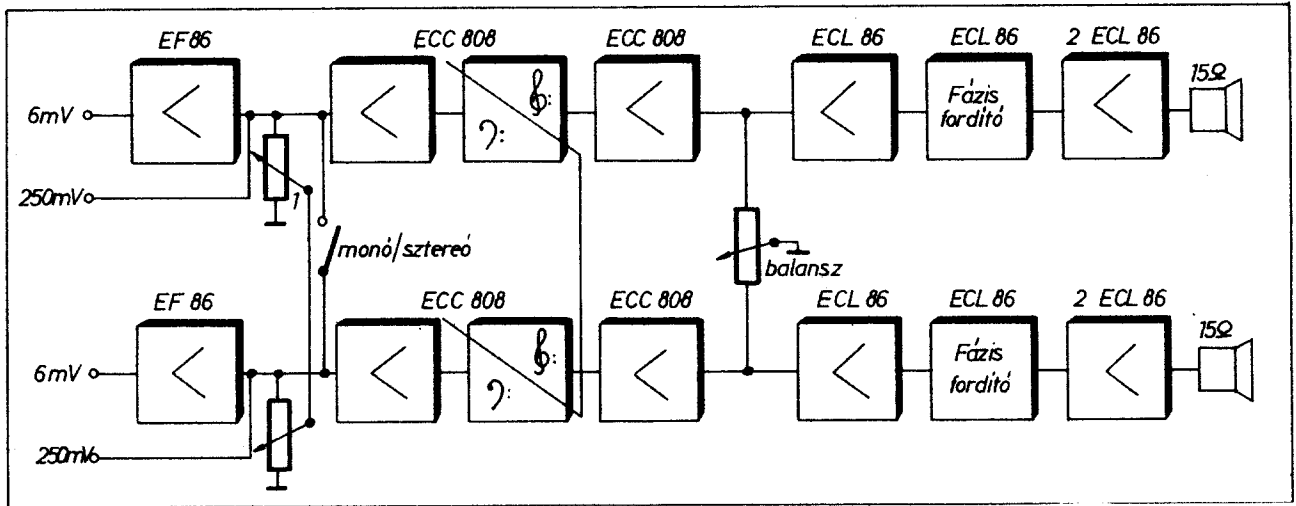 EF86 ECC 808 ECC 808 ECL 86 ECL 86 2 ECL 86
15Ω
6mV
Fázis
fordító
250mV
1
monó/sztereó
balansz
EF 86 ECC 808 ECC 808 ECL 86 ECL 86 2 ECL 86
15Ω
6mV
Fázis
fordító
250mV